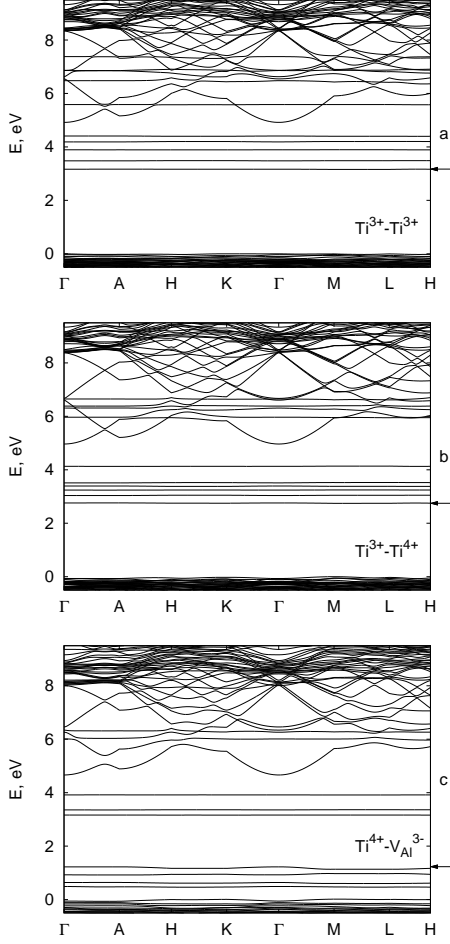 8
6
4
2
0
E, eV
a
Ti³⁺-Ti³⁺
Γ A H K Γ M L H
8
6
4
2
0
E, eV
b
Ti³⁺-Ti⁴⁺
Γ A H K Γ M L H
8
6
4
2
0
E, eV
c
Ti⁴⁺-V_Al³⁻
Γ A H K Γ M L H